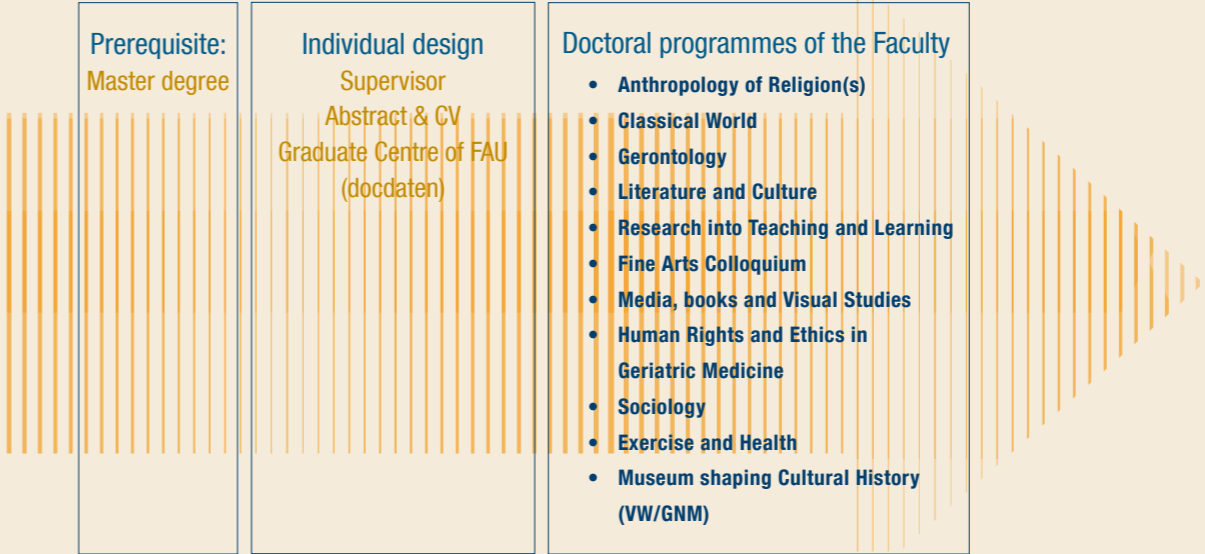 Prerequisite:
Master degree
Individual design
Supervisor
Abstract & CV
Graduate Centre of FAU
(docdaten)
Doctoral programmes of the Faculty
• Anthropology of Religion(s)
• Classical World
• Gerontology
• Literature and Culture
• Research into Teaching and Learning
• Fine Arts Colloquium
• Media, books and Visual Studies
• Human Rights and Ethics in
Geriatric Medicine
• Sociology
• Exercise and Health
• Museum shaping Cultural History
(VW/GNM)